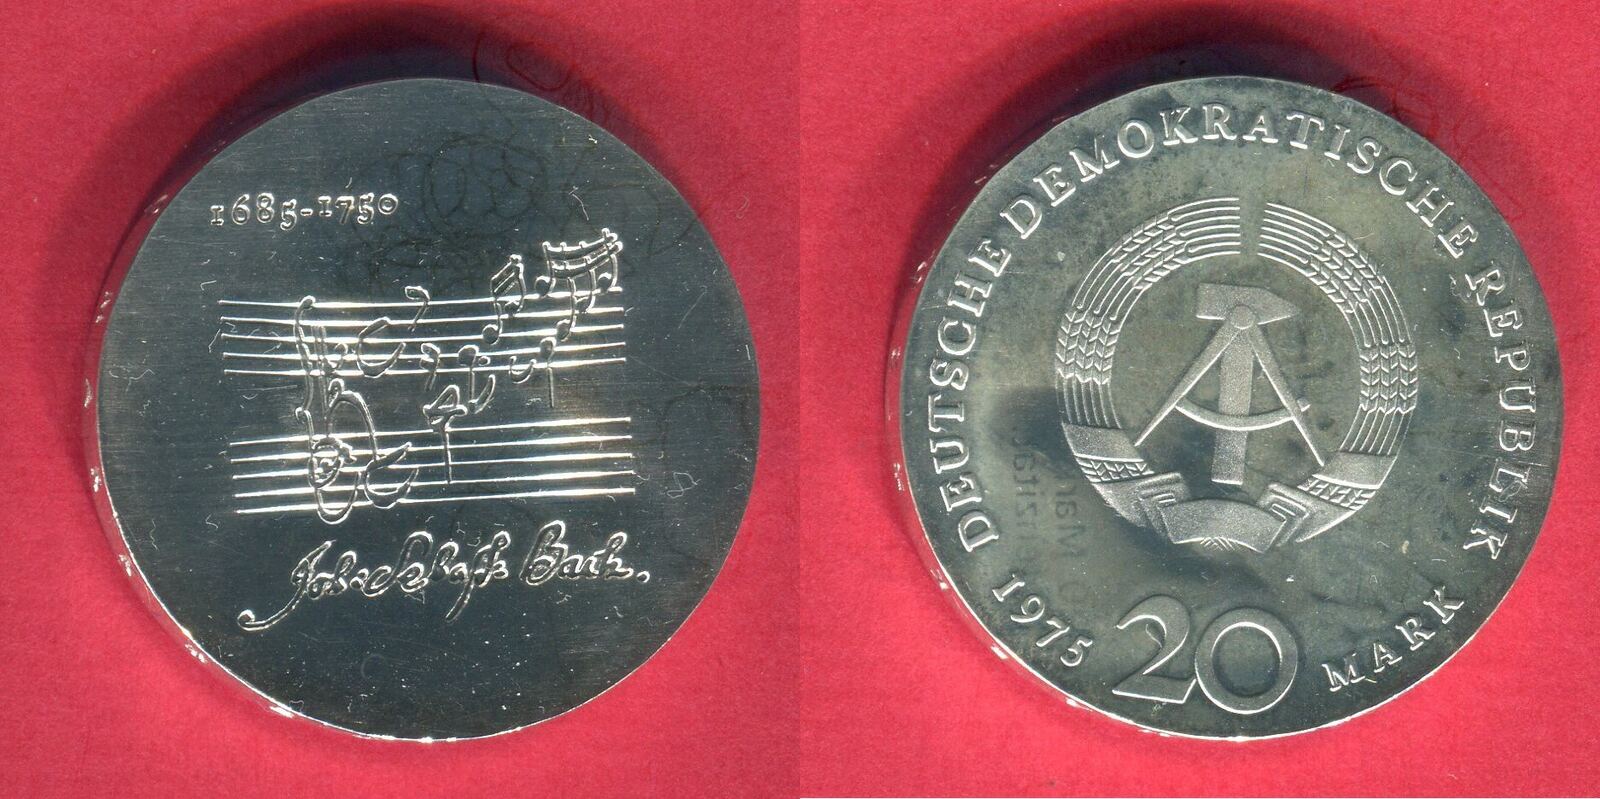 1685-1750
Joh. Sebast. Bach.
DEUTSCHE DEMOKRATISCHE REPUBLIK
1975 20 MARK